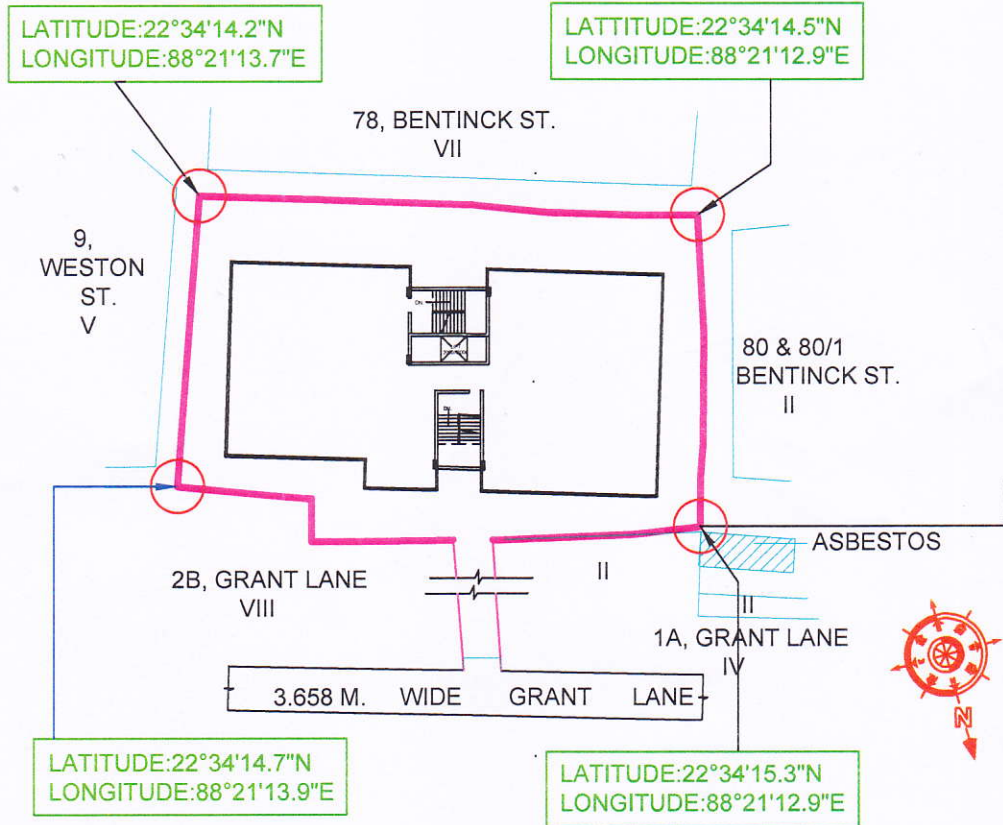 LATITUDE:22°34'14.2"N
LONGITUDE:88°21'13.7"E
LATTITUDE:22°34'14.5"N
LONGITUDE:88°21'12.9"E
78, BENTINCK ST.
VII
9,
WESTON
ST.
V
80 & 80/1
BENTINCK ST.
II
ASBESTOS
2B, GRANT LANE
VIII
II
II
1A, GRANT LANE
IV
3.658 M. WIDE GRANT LANE
N
LATITUDE:22°34'14.7"N
LONGITUDE:88°21'13.9"E
LATITUDE:22°34'15.3"N
LONGITUDE:88°21'12.9"E